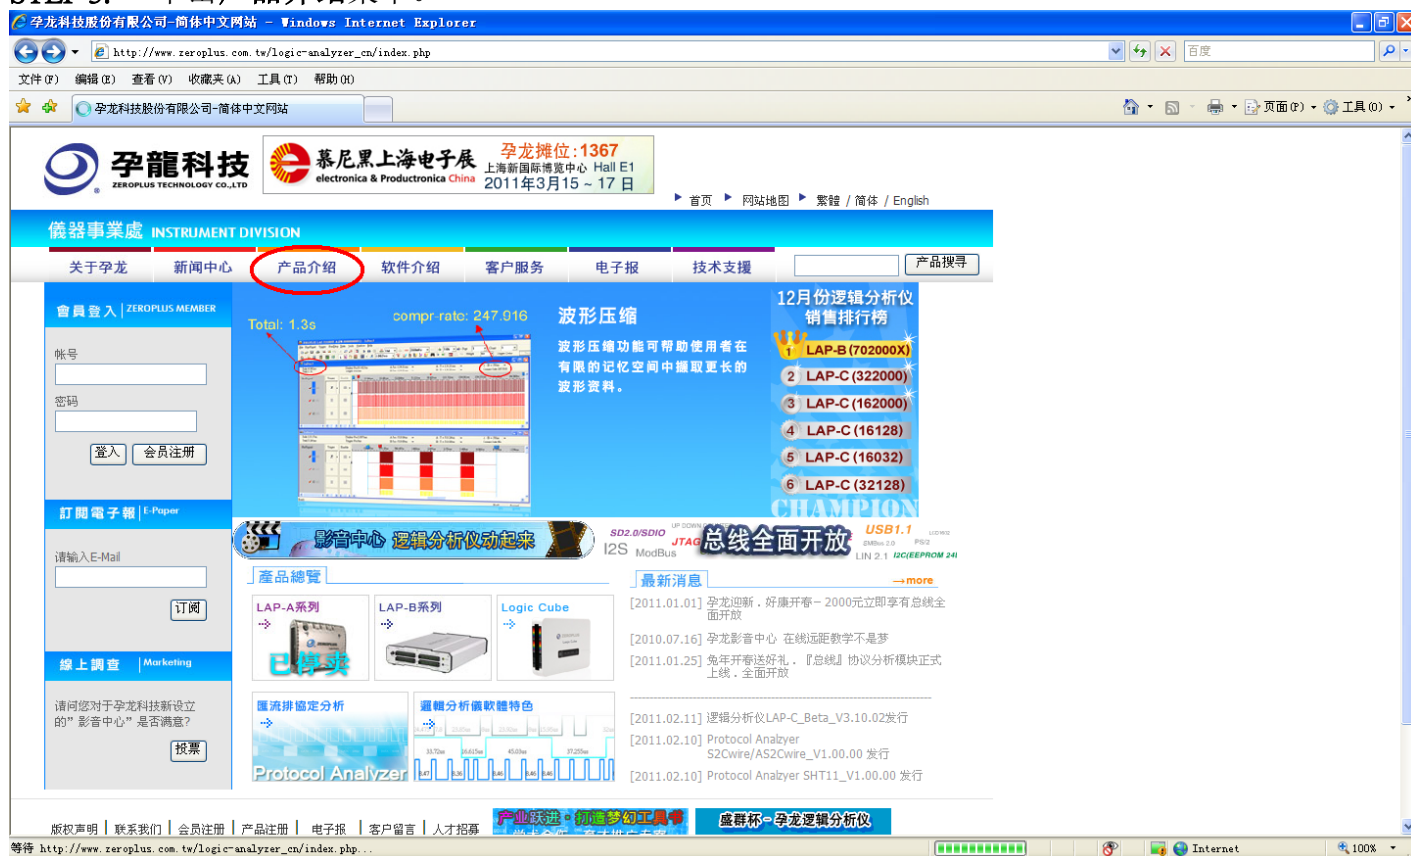 孕龙科技股份有限公司-简体中文网站 - Windows Internet Explorer
http://www.zeroplus.com.tw/logic-analyzer_cn/index.php
百度
文件(F) 编辑(E) 查看(V) 收藏夹(A) 工具(T) 帮助(H)
孕龙科技股份有限公司-简体中文网站
页面(P) 工具(O)
孕龍科技
ZEROPLUS TECHNOLOGY CO.,LTD
慕尼黑上海电子展
electronica & Productronica China
孕龙摊位:1367
上海新国际博览中心 Hall E1
2011年3月15 ~ 17 日
首页 网站地图 繁體 / 简体 / English
儀器事業處 INSTRUMENT DIVISION
关于孕龙 新闻中心 产品介绍 软件介绍 客户服务 电子报 技术支援 产品搜寻
會員登入 ZEROPLUS MEMBER
帐号
密码
登入 会员注册
Total: 1.3s
compr-rate: 247.016
波形压缩
波形压缩功能可帮助使用者在
有限的记忆空间中撷取更长的
波形资料。
12月份逻辑分析仪
销售排行榜
1 LAP-B (702000X)
2 LAP-C (322000)
3 LAP-C (162000)
4 LAP-C (16128)
5 LAP-C (16032)
6 LAP-C (32128)
CHAMPION
訂閱電子報 E-Paper
请输入E-Mail
订阅
影音中心 逻辑分析仪动起来
SD2.0/SDIO
I2S ModBus
JTAG
总线全面开放
USB1.1
LIN 2.1 I2C(EEPROM 24)
產品總覽
LAP-A系列
已停卖
LAP-B系列
Logic Cube
匯流排協定分析
Protocol Analyzer
邏輯分析儀軟體特色
最新消息
→more
[2011.01.01] 孕龙迎新．好康开春－2000元立即享有总线全
面开放
[2010.07.16] 孕龙影音中心 在线远距教学不是梦
[2011.01.25] 兔年开春送好礼．『总线』协议分析模块正式
上线．全面开放
[2011.02.11] 逻辑分析仪LAP-C_Beta_V3.10.02发行
[2011.02.10] Protocol Analzyer
S2Cwire/AS2Cwire_V1.00.00 发行
[2011.02.10] Protocol Analzyer SHT11_V1.00.00 发行
線上調查 Marketing
请问您对于孕龙科技新设立
的”影音中心”是否满意?
投票
版权声明 联系我们 会员注册 产品注册 电子报 客户留言 人才招募
产业跃进·打造梦幻工具书
盛群杯-孕龙逻辑分析仪
等待 http://www.zeroplus.com.tw/logic-analyzer_cn/index.php...
Internet
100%